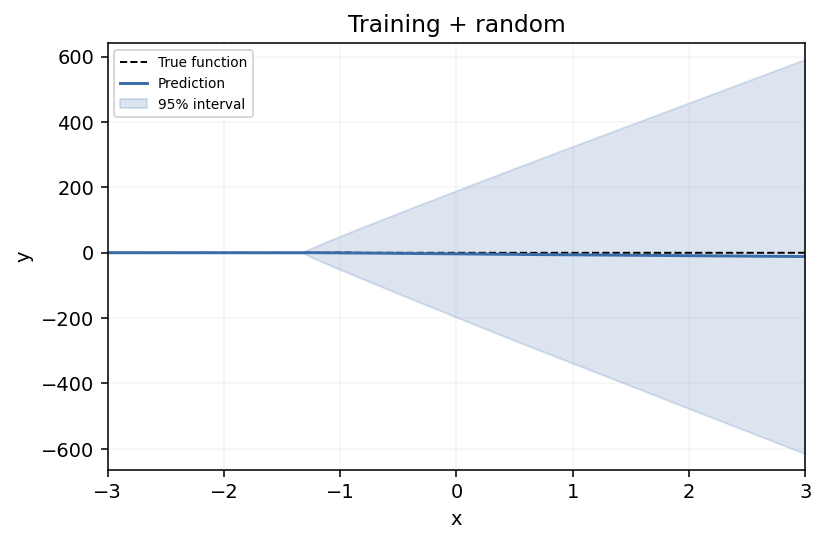 Training + random
600
400
200
0
−200
−400
−600
y
True function
Prediction
95% interval
−3
−2
−1
0
1
2
3
x